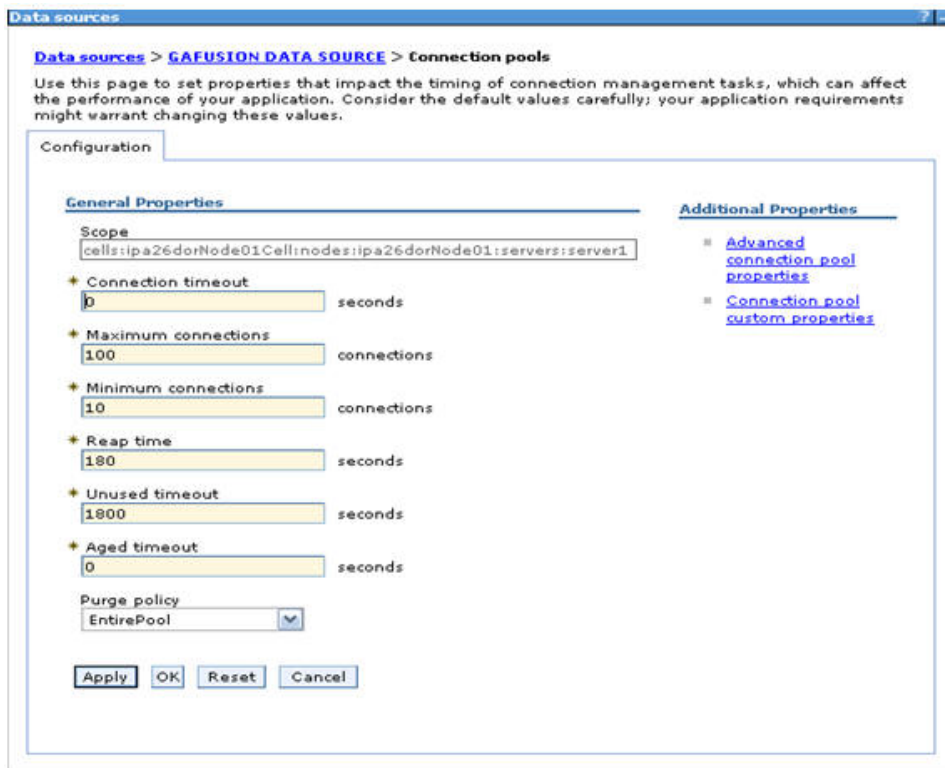 Data sources
?
Data sources > GAFUSION DATA SOURCE > Connection pools
Use this page to set properties that impact the timing of connection management tasks, which can affect
the performance of your application. Consider the default values carefully; your application requirements
might warrant changing these values.
Configuration
General Properties
Scope
cells:ipa26dorNode01Cell:nodes:ipa26dorNode01:servers:server1
* Connection timeout
0 seconds
* Maximum connections
100 connections
* Minimum connections
10 connections
* Reap time
180 seconds
* Unused timeout
1800 seconds
* Aged timeout
0 seconds
Purge policy
EntirePool
Apply OK Reset Cancel
Additional Properties
Advanced
connection pool
properties
Connection pool
custom properties